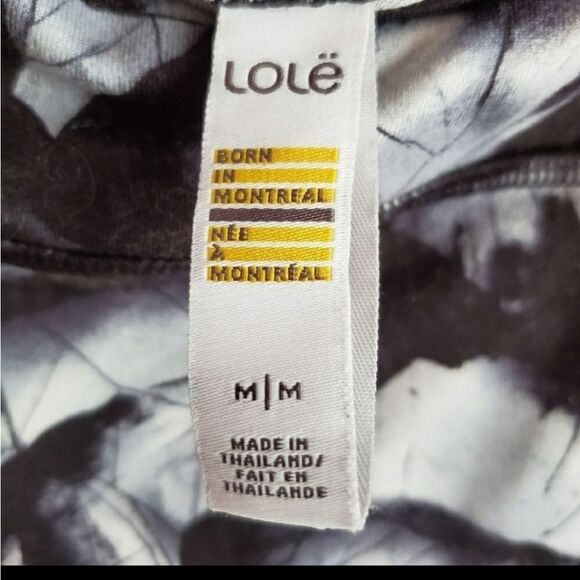 Lolë
BORN
IN
MONTREAL
NÉE
À
MONTRÉAL
M|M
MADE IN
THAILAND/
FAIT EN
THAILANDE